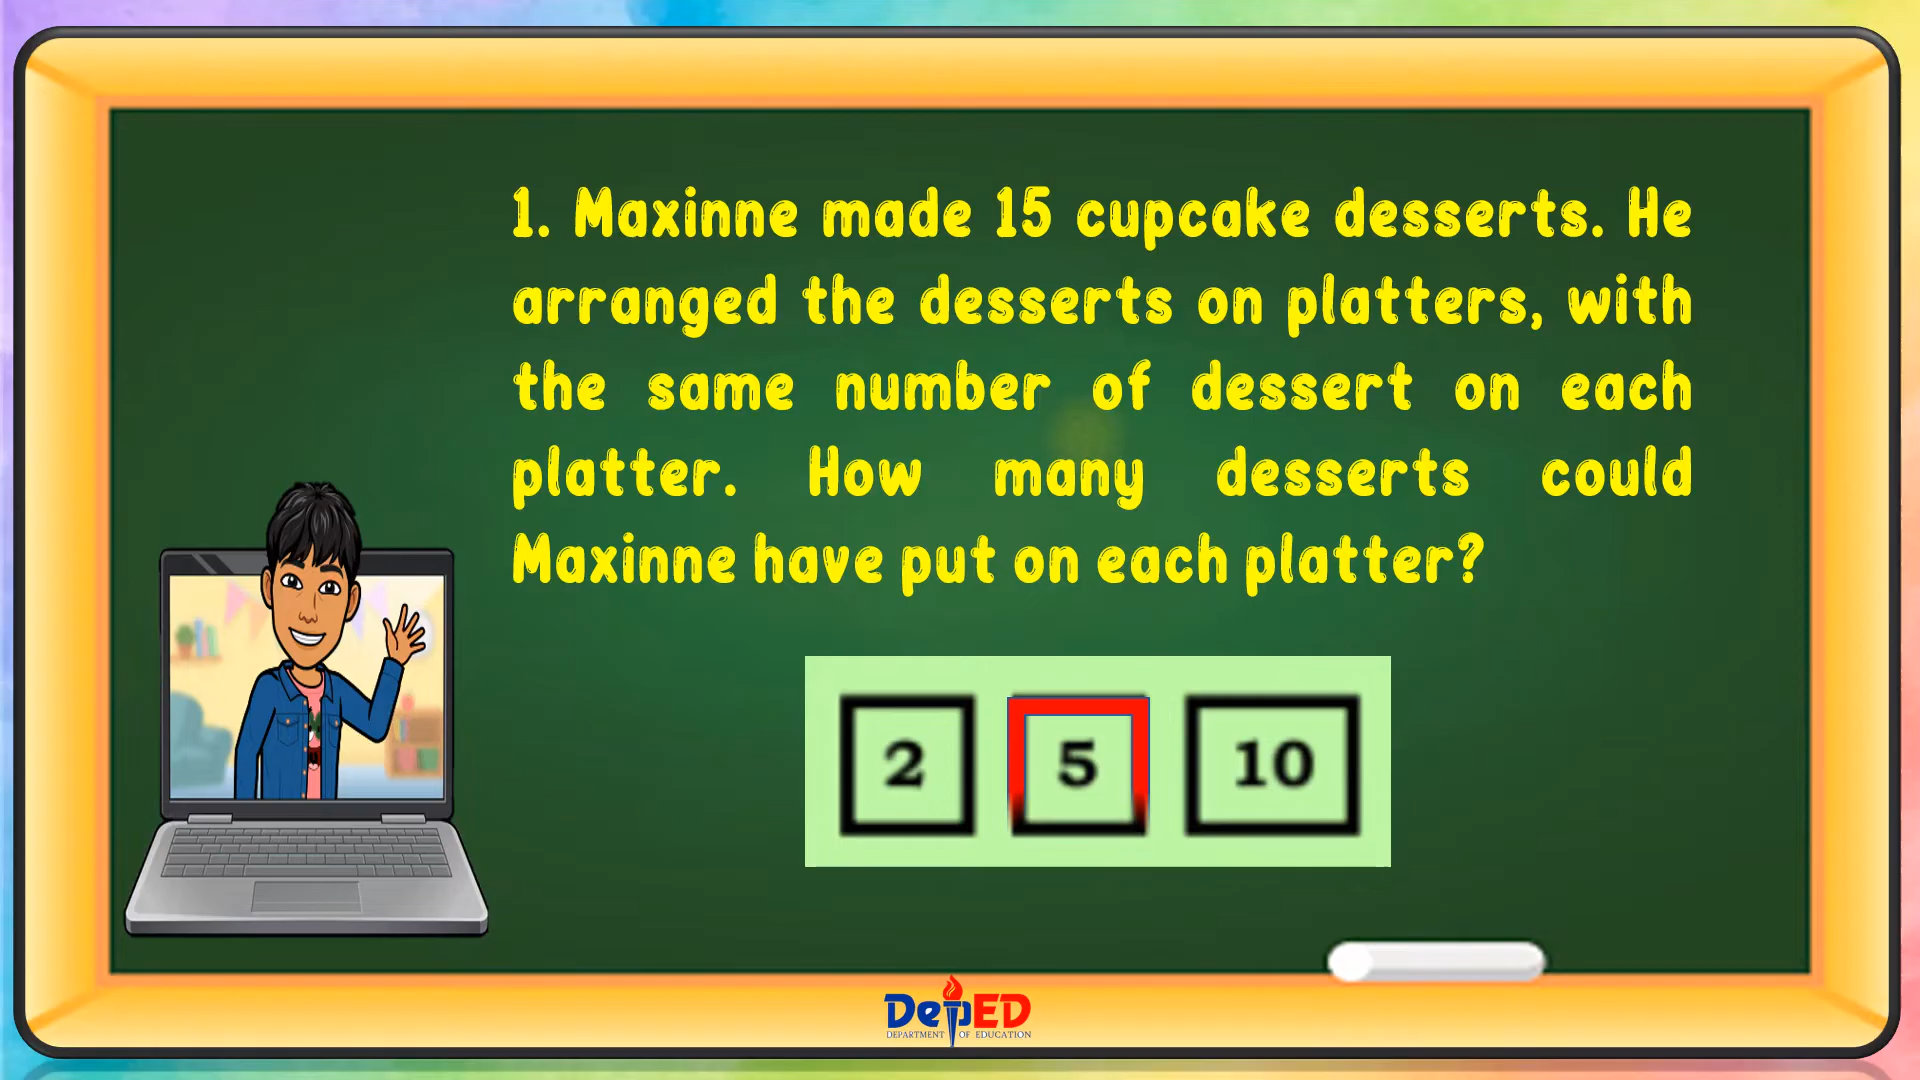 1. Maxinne made 15 cupcake desserts. He
arranged the desserts on platters, with
the same number of dessert on each
platter. How many desserts could
Maxinne have put on each platter?
2 5 10
DepED
DEPARTMENT OF EDUCATION